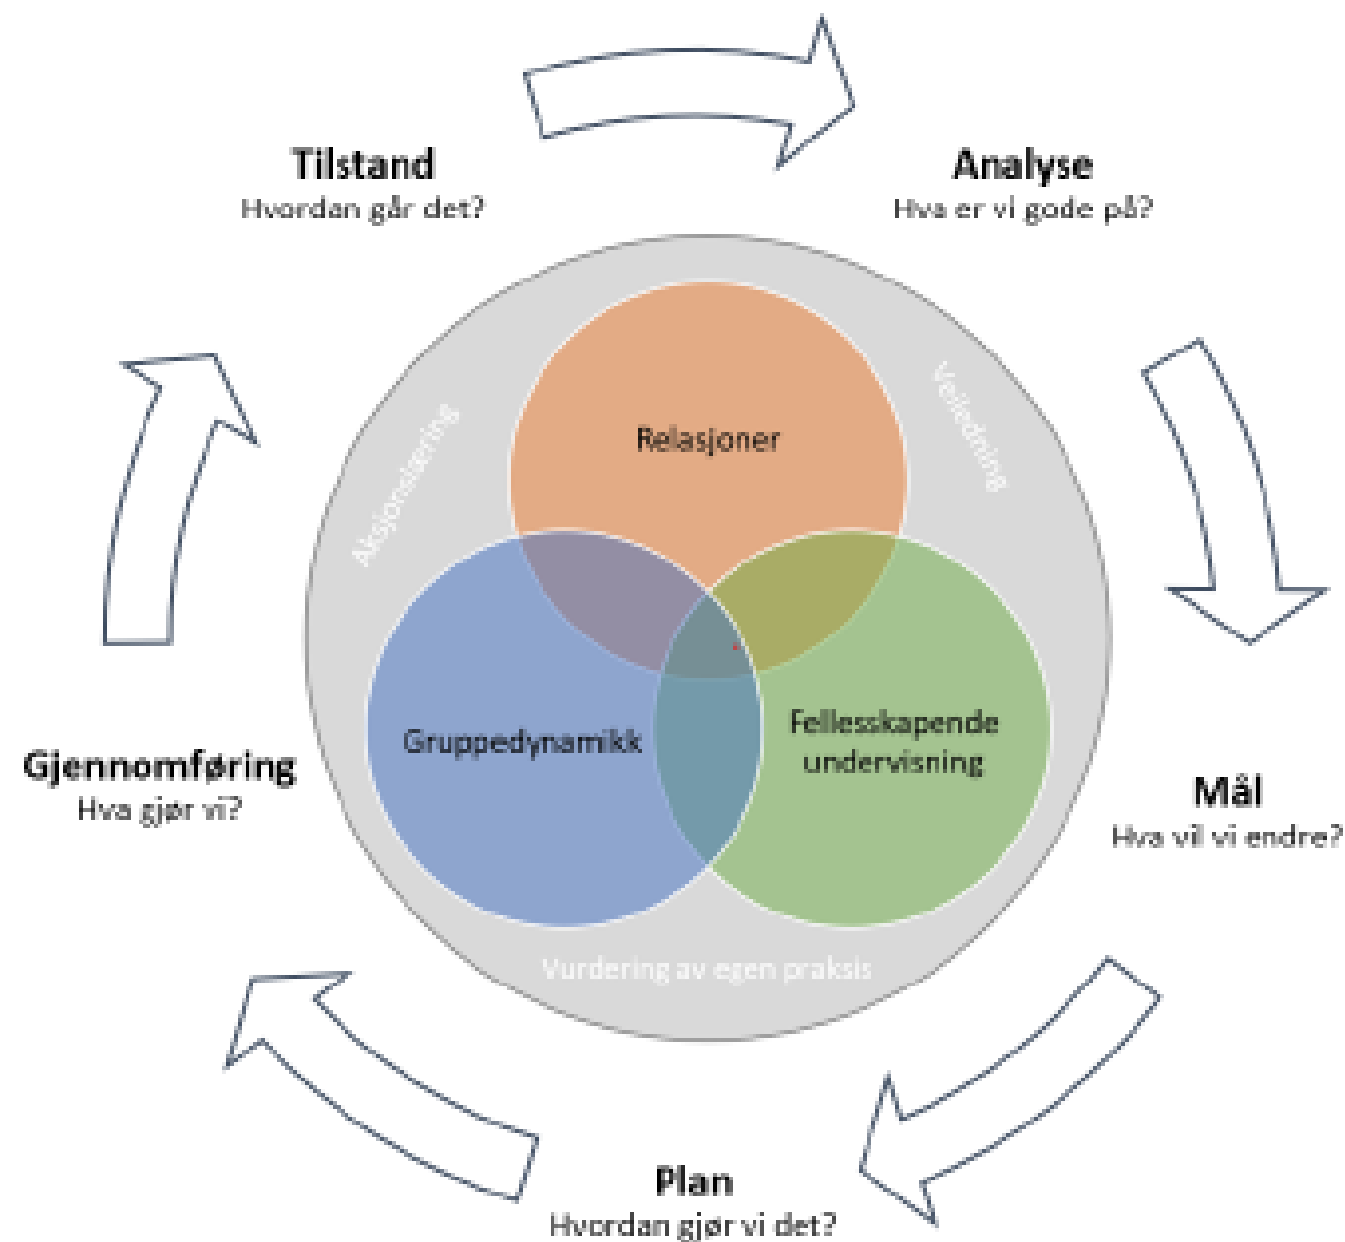 Tilstand
Hvordan går det?
Analyse
Hva er vi gode på?
Aksjonslæring
Veiledning
Relasjoner
Gruppedynamikk
Fellesskapende
undervisning
Vurdering av egen praksis
Gjennomføring
Hva gjør vi?
Mål
Hva vil vi endre?
Plan
Hvordan gjør vi det?